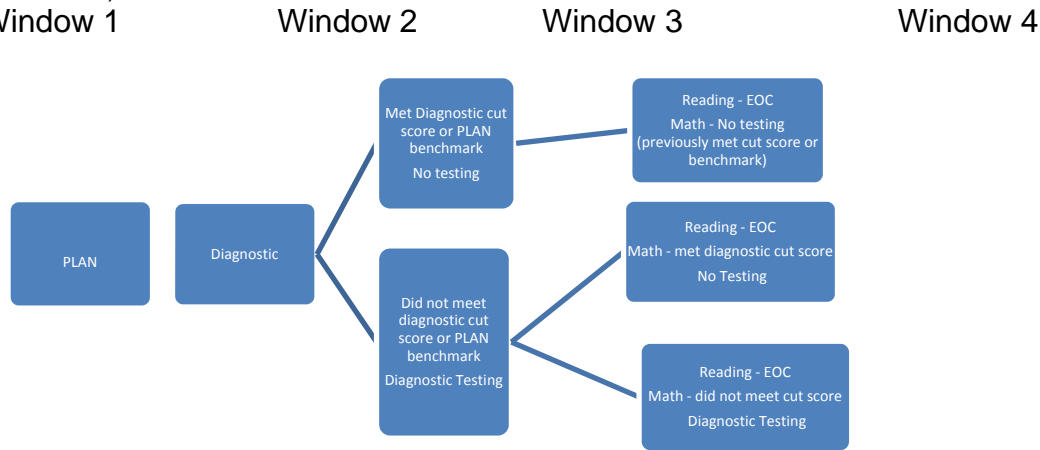 Window 1
Window 2
Window 3
Window 4
PLAN
Diagnostic
Met Diagnostic cut
score or PLAN
benchmark
No testing
Did not meet
diagnostic cut
score or PLAN
benchmark
Diagnostic Testing
Reading - EOC
Math - No testing
(previously met cut score or
benchmark)
Reading - EOC
Math - met diagnostic cut score
No Testing
Reading - EOC
Math - did not meet cut score
Diagnostic Testing